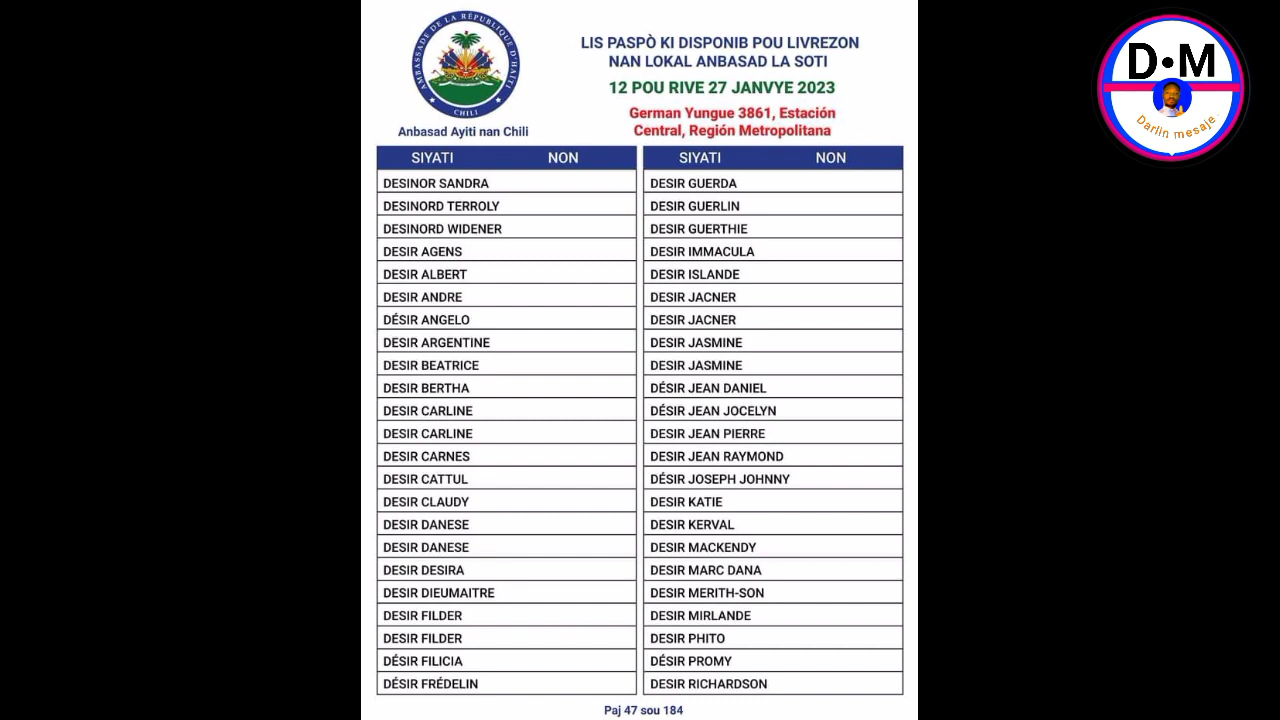 AMBASSADE DE LA RÉPUBLIQUE D'HAÏTI
CHILI
Anbasad Ayiti nan Chili
LIS PASPÒ KI DISPONIB POU LIVREZON
NAN LOKAL ANBASAD LA SOTI
12 POU RIVE 27 JANVYE 2023
German Yungue 3861, Estación
Central, Región Metropolitana
D•M
Darlin mesaje
SIYATI NON
DESINOR SANDRA
DESINORD TERROLY
DESINORD WIDENER
DESIR AGENS
DESIR ALBERT
DESIR ANDRE
DÉSIR ANGELO
DESIR ARGENTINE
DESIR BEATRICE
DESIR BERTHA
DESIR CARLINE
DESIR CARLINE
DESIR CARNES
DESIR CATTUL
DESIR CLAUDY
DESIR DANESE
DESIR DANESE
DESIR DESIRA
DESIR DIEUMAITRE
DESIR FILDER
DESIR FILDER
DÉSIR FILICIA
DÉSIR FRÉDELIN
SIYATI NON
DESIR GUERDA
DESIR GUERLIN
DESIR GUERTHIE
DESIR IMMACULA
DESIR ISLANDE
DESIR JACNER
DESIR JACNER
DESIR JASMINE
DESIR JASMINE
DÉSIR JEAN DANIEL
DÉSIR JEAN JOCELYN
DESIR JEAN PIERRE
DESIR JEAN RAYMOND
DÉSIR JOSEPH JOHNNY
DESIR KATIE
DESIR KERVAL
DESIR MACKENDY
DESIR MARC DANA
DESIR MERITH-SON
DESIR MIRLANDE
DESIR PHITO
DÉSIR PROMY
DESIR RICHARDSON
Paj 47 sou 184